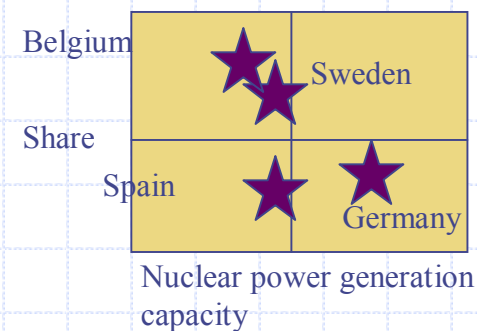 Belgium
Sweden
Share
Spain
Germany
Nuclear power generation
capacity